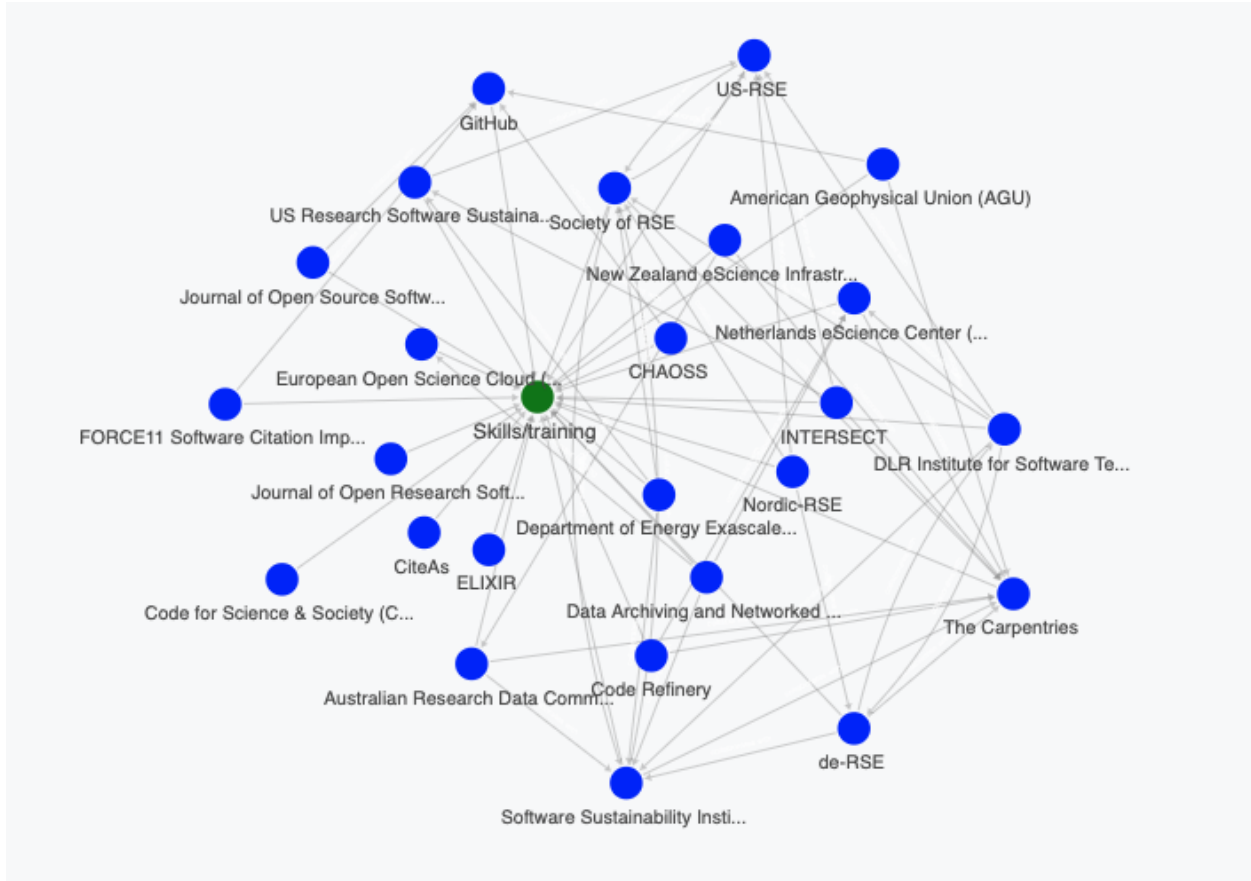 US-RSE
GitHub
American Geophysical Union (AGU)
US Research Software Sustaina...
Society of RSE
New Zealand eScience Infrastr...
Journal of Open Source Softw...
Netherlands eScience Center (...
CHAOSS
European Open Science Cloud (...
Skills/training
FORCE11 Software Citation Imp...
INTERSECT
DLR Institute for Software Te...
Journal of Open Research Soft...
Nordic-RSE
Department of Energy Exascale...
CiteAs
ELIXIR
Code for Science & Society (C...
Data Archiving and Networked ...
The Carpentries
Code Refinery
Australian Research Data Comm...
de-RSE
Software Sustainability Insti...